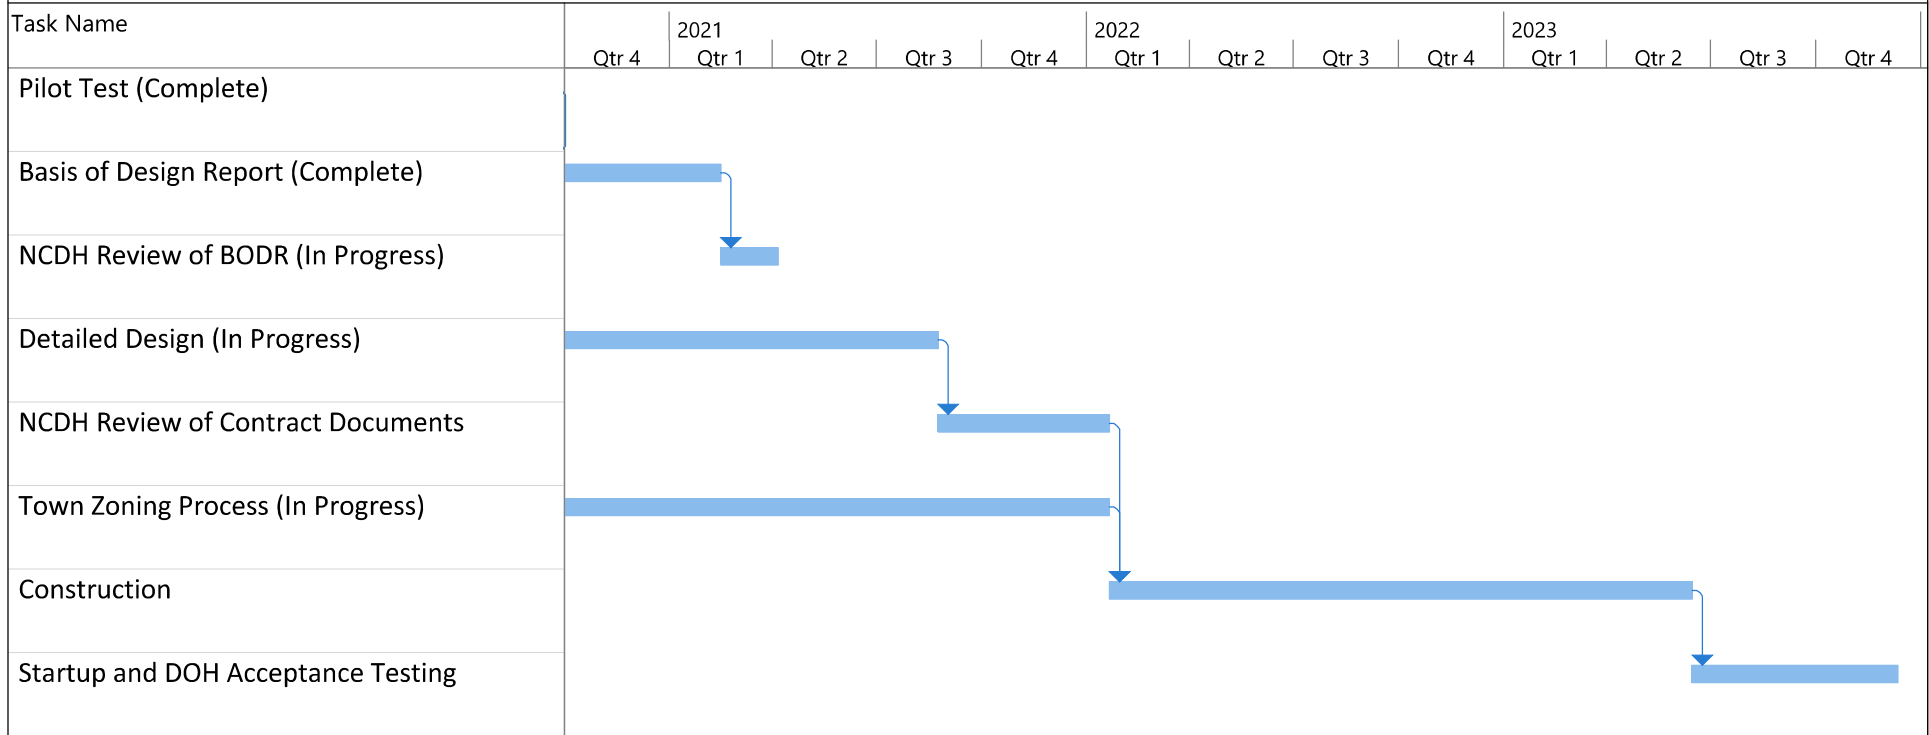 Task Name
2021 2022 2023
Qtr 4 Qtr 1 Qtr 2 Qtr 3 Qtr 4 Qtr 1 Qtr 2 Qtr 3 Qtr 4 Qtr 1 Qtr 2 Qtr 3 Qtr 4
Pilot Test (Complete)
Basis of Design Report (Complete)
NCDH Review of BODR (In Progress)
Detailed Design (In Progress)
NCDH Review of Contract Documents
Town Zoning Process (In Progress)
Construction
Startup and DOH Acceptance Testing